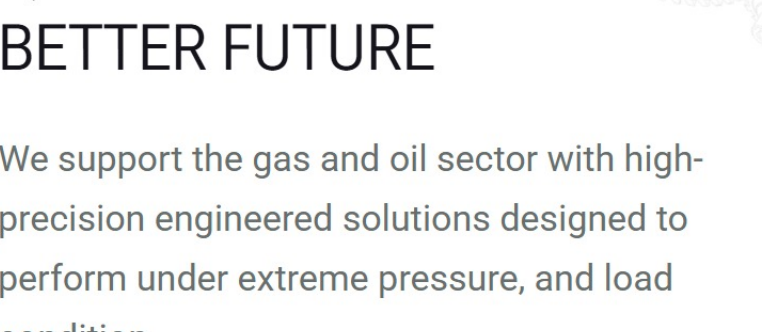 BETTER FUTURE
We support the gas and oil sector with high-
precision engineered solutions designed to
perform under extreme pressure, and load
condition